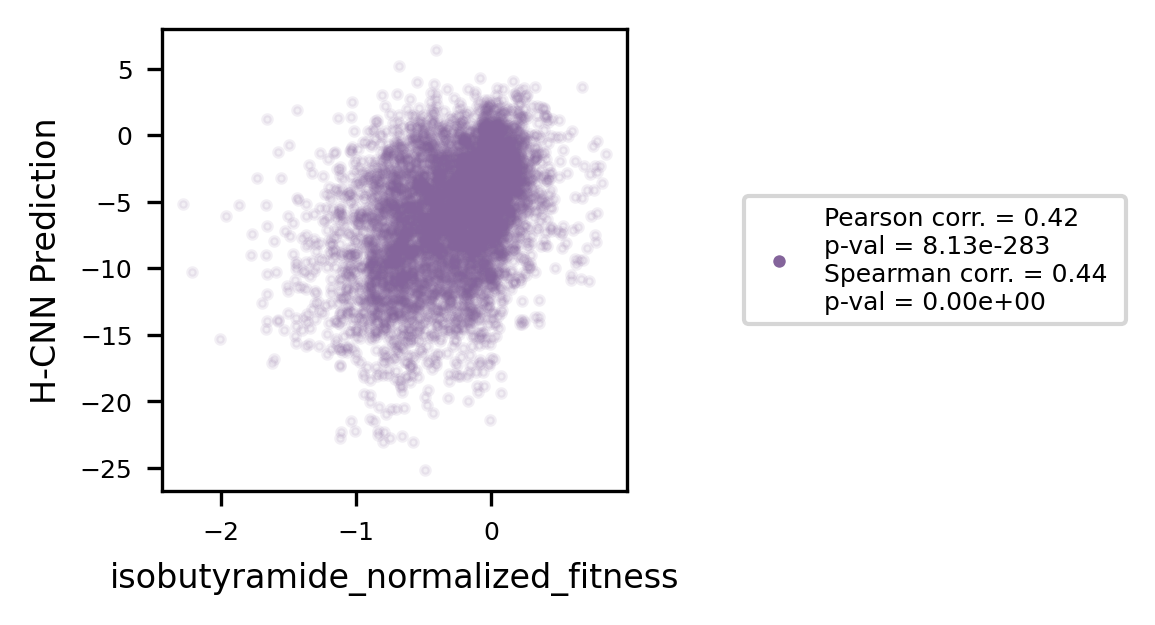 5
0
−5
−10
−15
−20
−25
H-CNN Prediction
−2
−1
0
isobutyramide_normalized_fitness
Pearson corr. = 0.42
p-val = 8.13e-283
Spearman corr. = 0.44
p-val = 0.00e+00